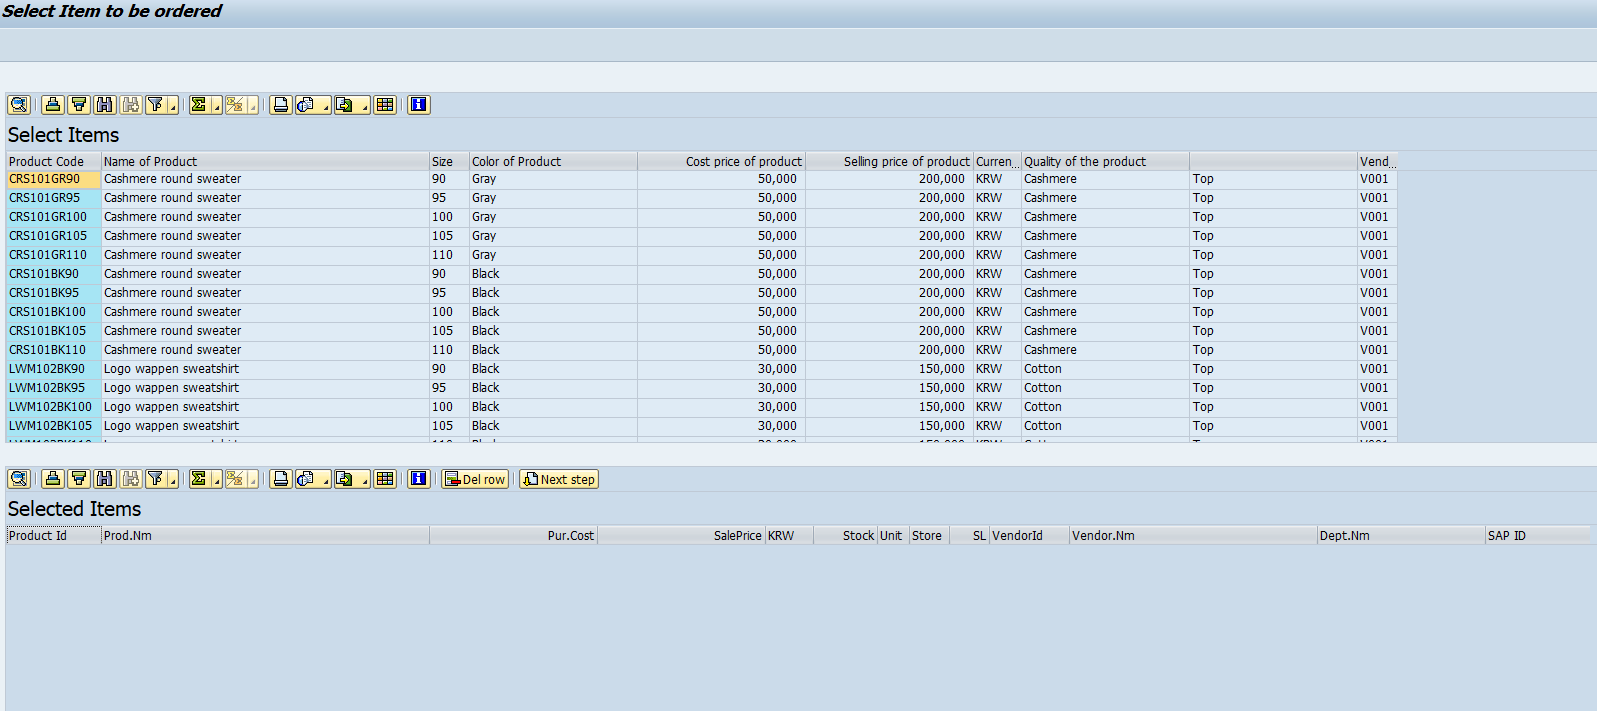 Select Item to be ordered
Select Items
Product Code Name of Product Size Color of Product Cost price of product Selling price of product Curren... Quality of the product Vend...
CRS101GR90 Cashmere round sweater 90 Gray 50,000 200,000 KRW Cashmere Top V001
CRS101GR95 Cashmere round sweater 95 Gray 50,000 200,000 KRW Cashmere Top V001
CRS101GR100 Cashmere round sweater 100 Gray 50,000 200,000 KRW Cashmere Top V001
CRS101GR105 Cashmere round sweater 105 Gray 50,000 200,000 KRW Cashmere Top V001
CRS101GR110 Cashmere round sweater 110 Gray 50,000 200,000 KRW Cashmere Top V001
CRS101BK90 Cashmere round sweater 90 Black 50,000 200,000 KRW Cashmere Top V001
CRS101BK95 Cashmere round sweater 95 Black 50,000 200,000 KRW Cashmere Top V001
CRS101BK100 Cashmere round sweater 100 Black 50,000 200,000 KRW Cashmere Top V001
CRS101BK105 Cashmere round sweater 105 Black 50,000 200,000 KRW Cashmere Top V001
CRS101BK110 Cashmere round sweater 110 Black 50,000 200,000 KRW Cashmere Top V001
LWM102BK90 Logo wappen sweatshirt 90 Black 30,000 150,000 KRW Cotton Top V001
LWM102BK95 Logo wappen sweatshirt 95 Black 30,000 150,000 KRW Cotton Top V001
LWM102BK100 Logo wappen sweatshirt 100 Black 30,000 150,000 KRW Cotton Top V001
LWM102BK105 Logo wappen sweatshirt 105 Black 30,000 150,000 KRW Cotton Top V001
Del row Next step
Selected Items
Product Id Prod.Nm Pur.Cost SalePrice KRW Stock Unit Store SL VendorId Vendor.Nm Dept.Nm SAP ID